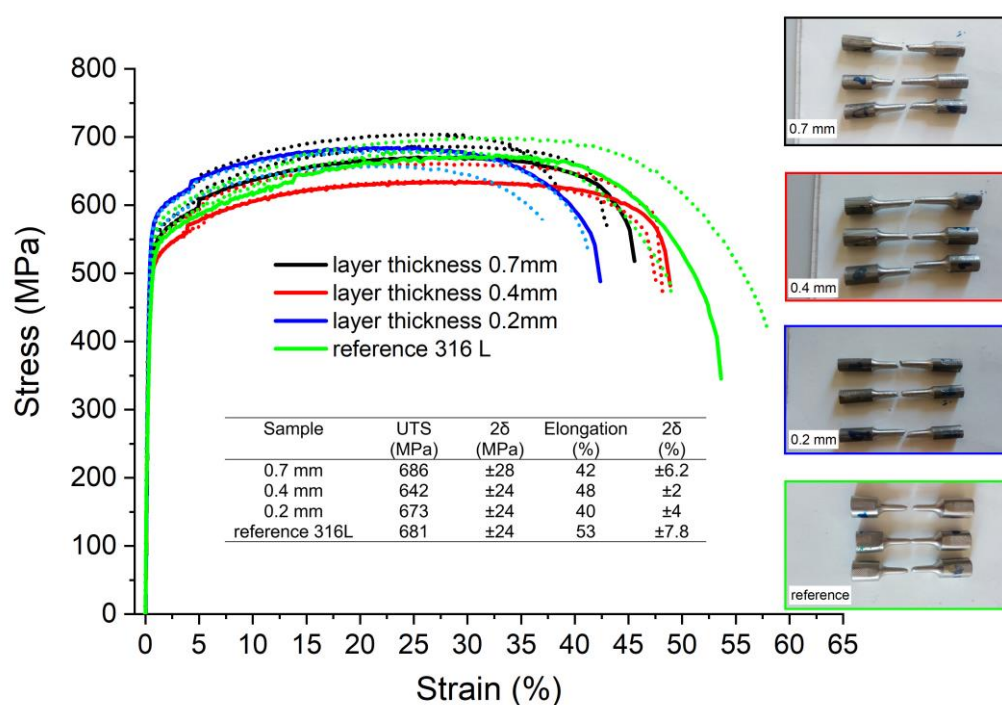 800
700
600
500
400
300
200
100
0
Stress (MPa)
0 5 10 15 20 25 30 35 40 45 50 55 60 65
Strain (%)
layer thickness 0.7mm
layer thickness 0.4mm
layer thickness 0.2mm
reference 316 L
Sample UTS 2δ Elongation 2δ
(MPa) (MPa) (%) (%)
0.7 mm 686 ±28 42 ±6.2
0.4 mm 642 ±24 48 ±2
0.2 mm 673 ±24 40 ±4
reference 316L 681 ±24 53 ±7.8
0.7 mm
0.4 mm
0.2 mm
reference